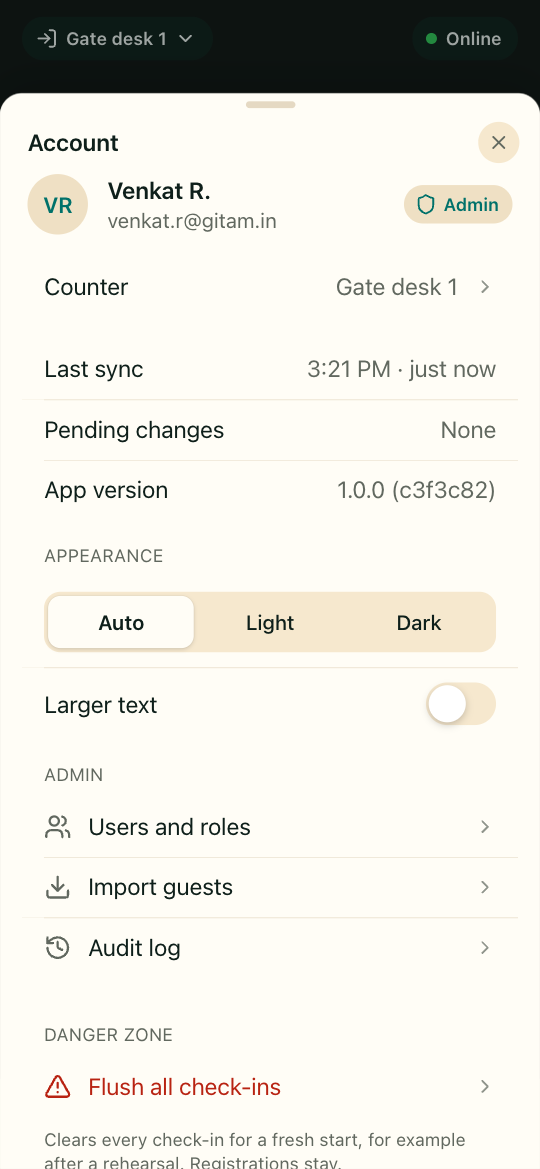 Gate desk 1
Online
Account
VR
Venkat R.
venkat.r@gitam.in
Admin
Counter Gate desk 1
Last sync 3:21 PM · just now
Pending changes None
App version 1.0.0 (c3f3c82)
APPEARANCE
Auto Light Dark
Larger text
ADMIN
Users and roles
Import guests
Audit log
DANGER ZONE
Flush all check-ins
Clears every check-in for a fresh start, for example
after a rehearsal. Registrations stay.